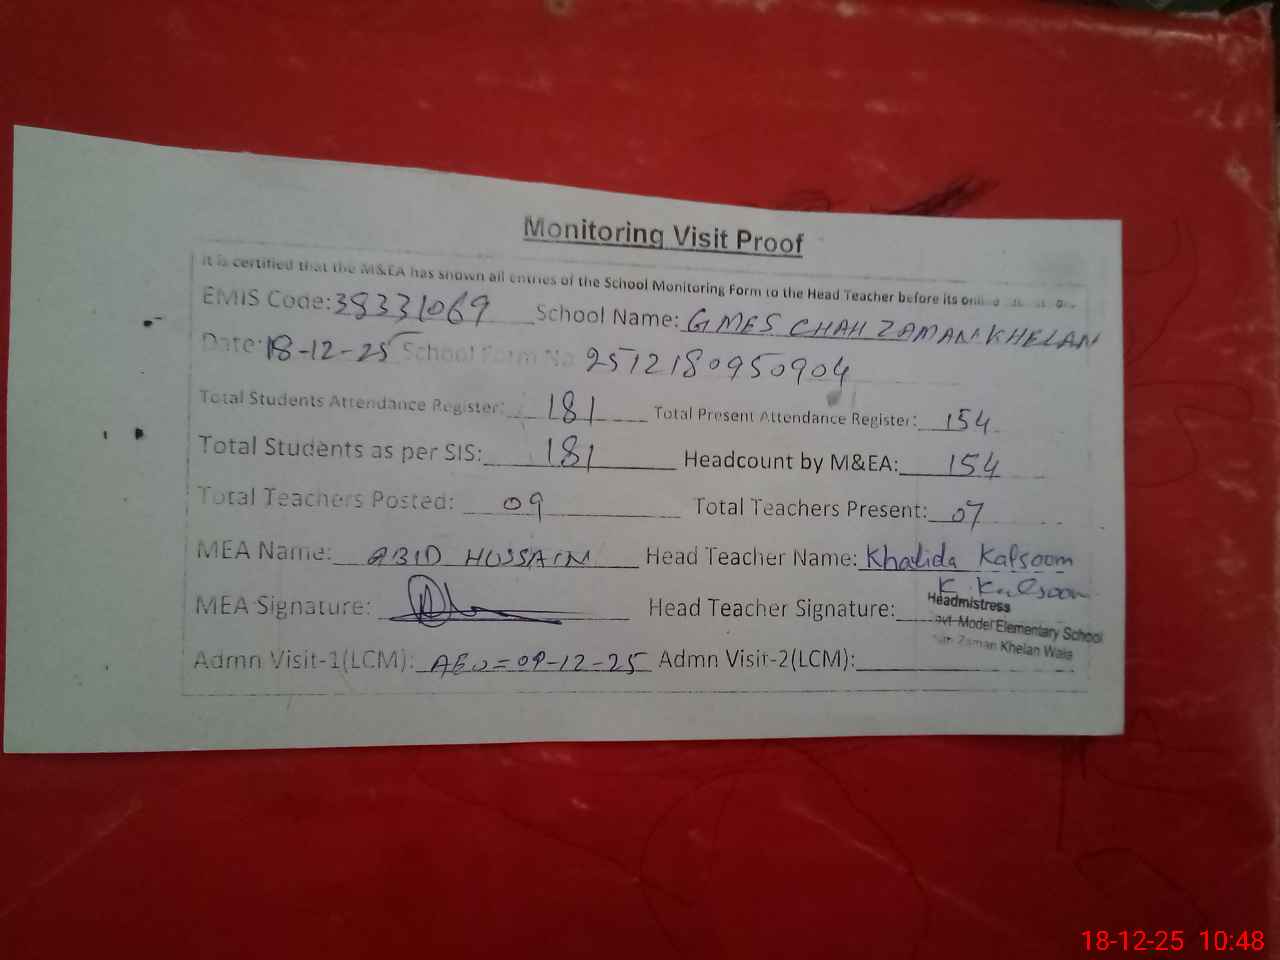 Monitoring Visit Proof
It is certified that the M&EA has shown all entries of the School Monitoring Form to the Head Teacher before its
EMIS Code: 38331069 School Name: GMES CHAH ZAMAN KHELAN
Date: 18-12-25 School Form No 2512180950904
Total Students Attendance Register: 181 Total Present Attendance Register: 154
Total Students as per SIS: 181 Headcount by M&EA: 154
Total Teachers Posted: 09 Total Teachers Present: 07
MEA Name: ABID HUSSAIN Head Teacher Name: Khalida Kalsoom
MEA Signature: Head Teacher Signature: K. Kalsoom
Headmistress
Model Elementary School
Zaman Khelan Wala
Admn Visit-1(LCM): AEO=09-12-25 Admn Visit-2(LCM):
18-12-25 10:48